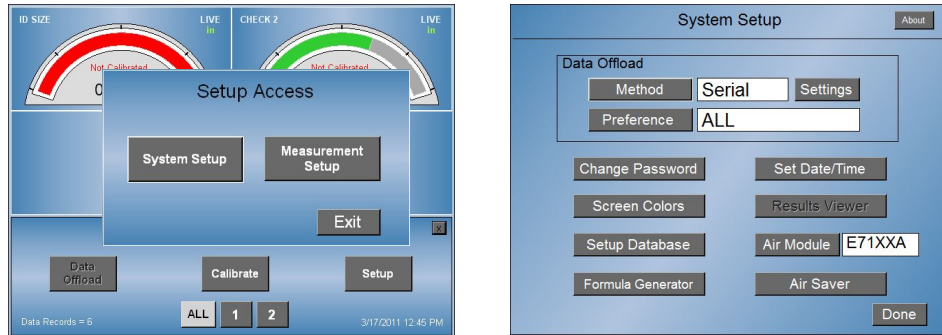 ID SIZE LIVE
in
CHECK 2 LIVE
in
Not Calibrated
Not Calibrated
0
Setup Access
System Setup
Measurement
Setup
Exit
x
Data
Offload
Calibrate
Setup
ALL 1 2
Data Records = 6
3/17/2011 12:45 PM
System Setup
About
Data Offload
Method Serial Settings
Preference ALL
Change Password Set Date/Time
Screen Colors Results Viewer
Setup Database Air Module E71XXA
Formula Generator Air Saver
Done